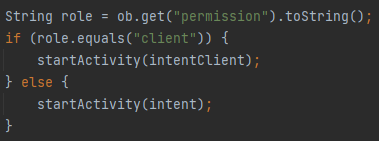 String role = ob.get("permission").toString();
if (role.equals("client")) {
    startActivity(intentClient);
} else {
    startActivity(intent);
}